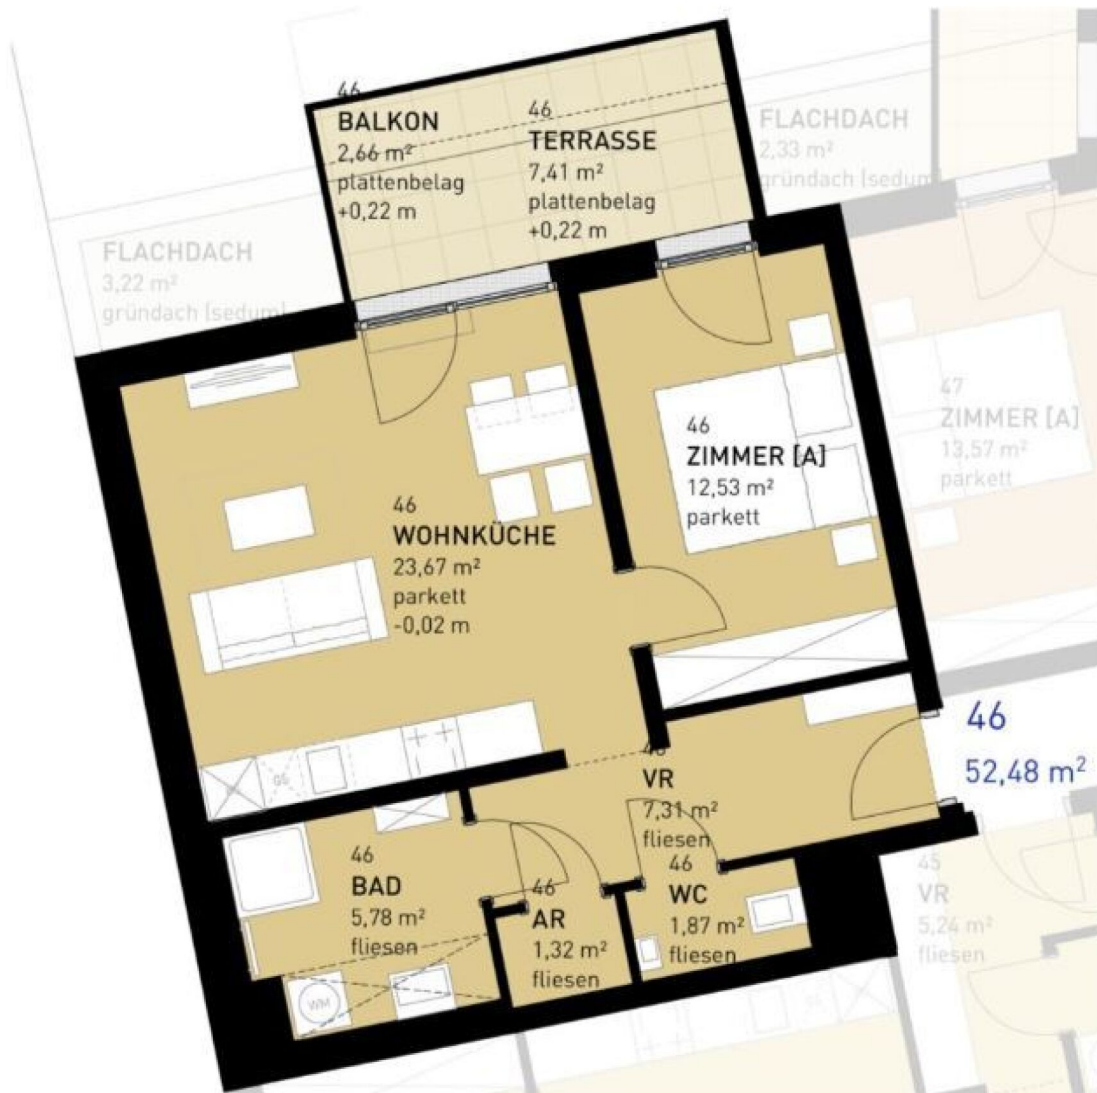 46
BALKON
2,66 m²
plattenbelag
+0,22 m
46
TERRASSE
7,41 m²
plattenbelag
+0,22 m
FLACHDACH
2,33 m²
gründach (sedum
FLACHDACH
3,22 m²
gründach (sedum)
46
ZIMMER [A]
12,53 m²
parkett
47
ZIMMER [A]
13,57 m²
parkett
46
WOHNKÜCHE
23,67 m²
parkett
-0,02 m
GS
46
52,48 m²
46
VR
7,31 m²
fliesen
46
BAD
5,78 m²
fliesen
46
AR
1,32 m²
fliesen
46
WC
1,87 m²
fliesen
45
VR
5,24 m²
fliesen
WM